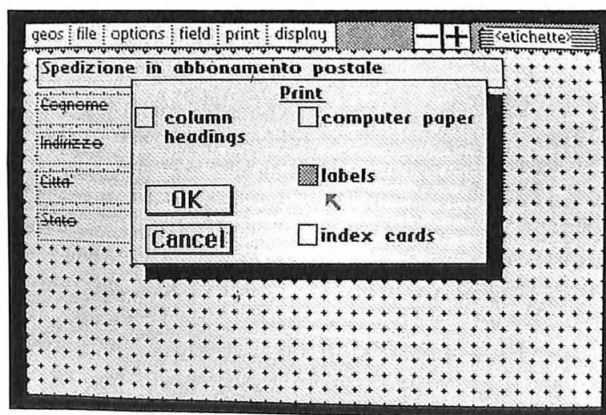 geos file options field print display − + <etichette>
Spedizione in abbonamento postale
Cognome
Indirizzo
Citta'
Stato
Print
column headings
computer paper
labels
OK
Cancel
index cards